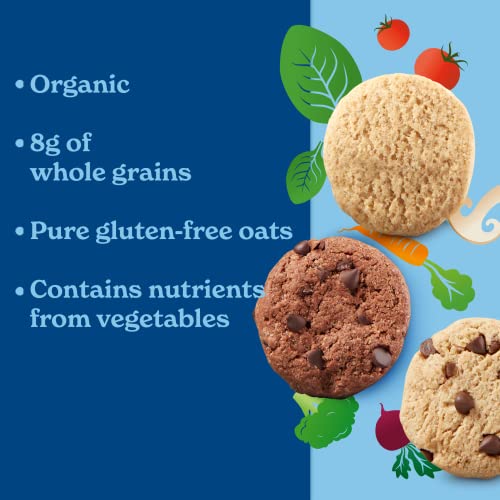 • Organic
• 8g of
whole grains
• Pure gluten-free oats
• Contains nutrients
from vegetables